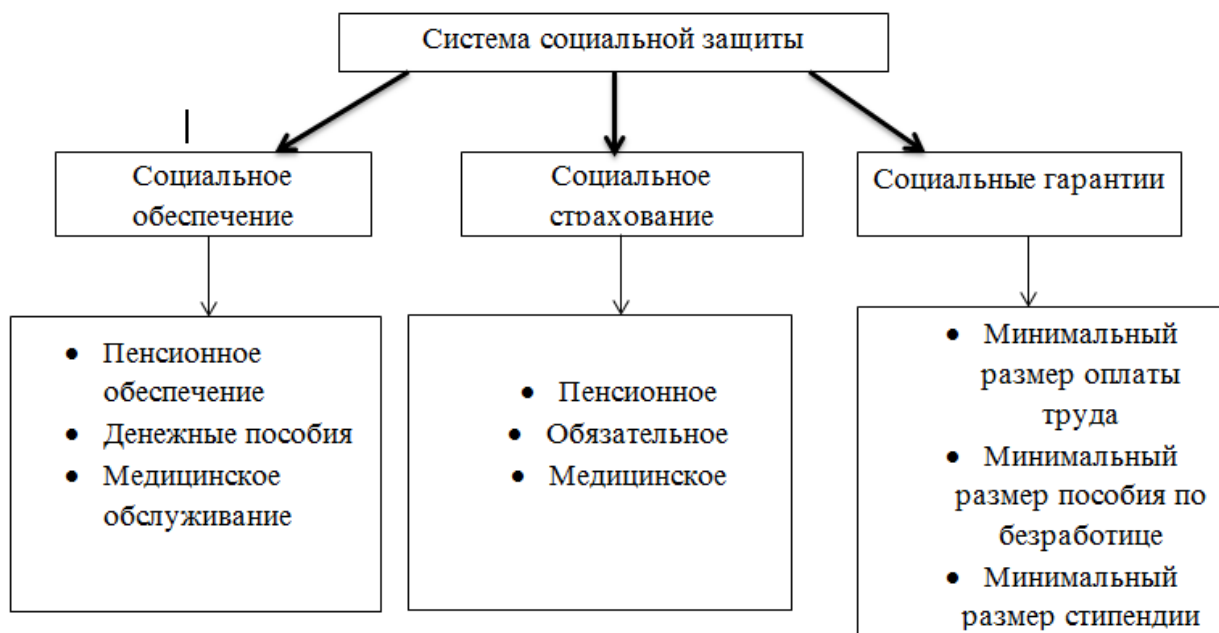 Система социальной защиты
Социальное
обеспечение
Социальное
страхование
Социальные гарантии
• Пенсионное
обеспечение
• Денежные пособия
• Медицинское
обслуживание
• Пенсионное
• Обязательное
• Медицинское
• Минимальный
размер оплаты
труда
• Минимальный
размер пособия по
безработице
• Минимальный
размер стипендии